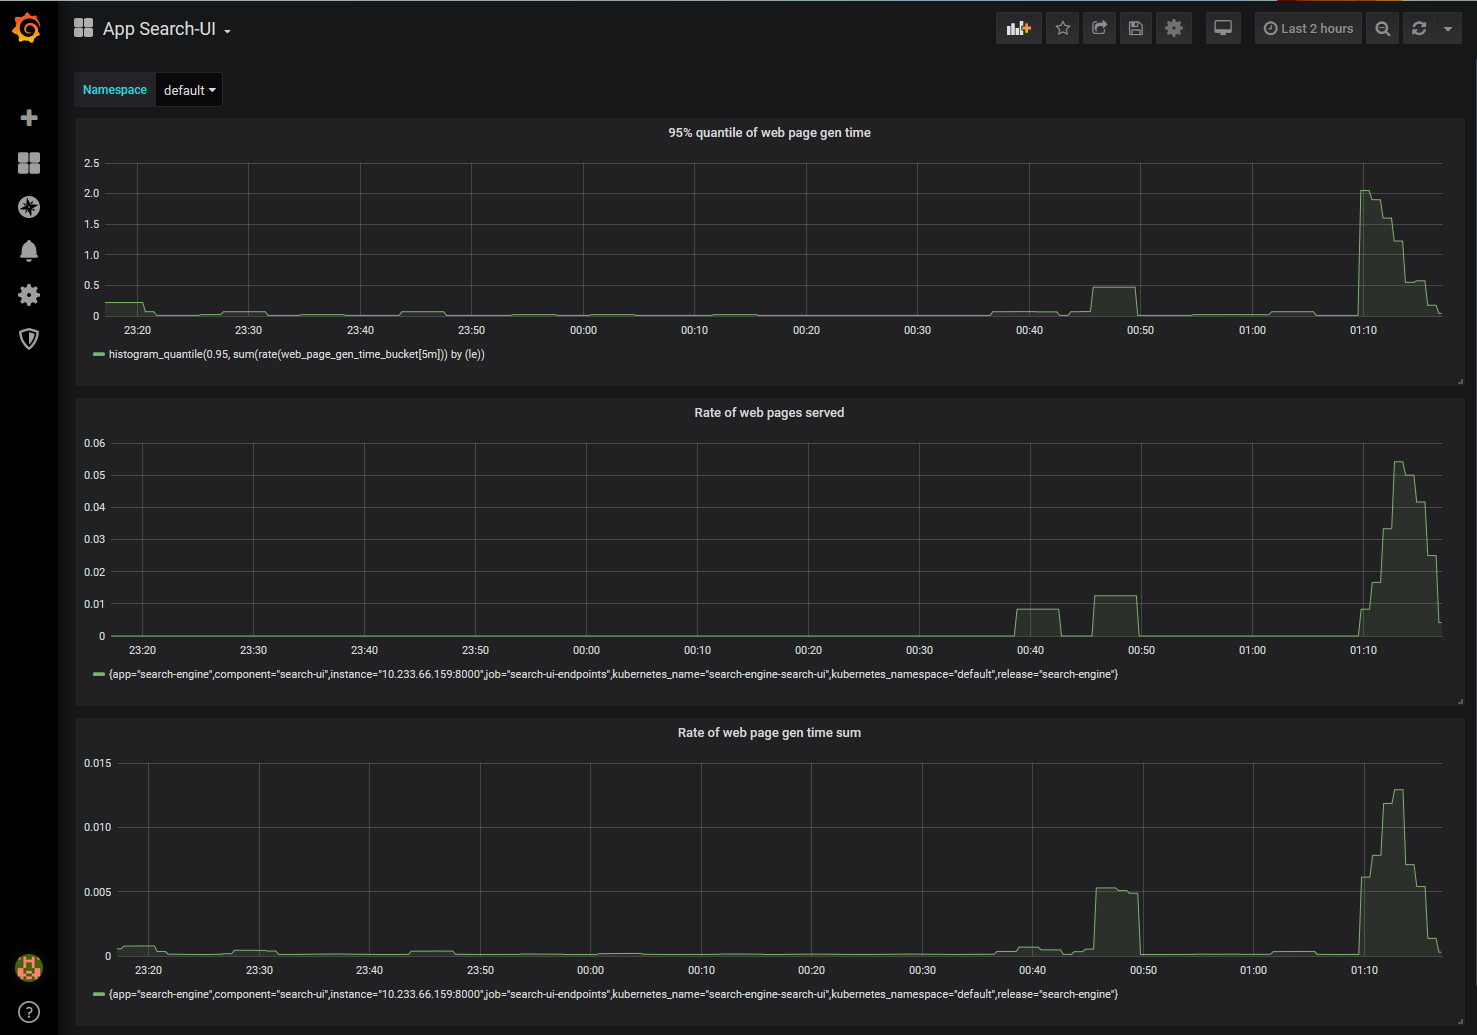 App Search-UI
Last 2 hours
Namespace default
95% quantile of web page gen time
2.5
2.0
1.5
1.0
0.5
0
23:20 23:30 23:40 23:50 00:00 00:10 00:20 00:30 00:40 00:50 01:00 01:10
histogram_quantile(0.95, sum(rate(web_page_gen_time_bucket[5m])) by (le))
Rate of web pages served
0.06
0.05
0.04
0.03
0.02
0.01
0
23:20 23:30 23:40 23:50 00:00 00:10 00:20 00:30 00:40 00:50 01:00 01:10
{app="search-engine",component="search-ui",instance="10.233.66.159:8000",job="search-ui-endpoints",kubernetes_name="search-engine-search-ui",kubernetes_namespace="default",release="search-engine"}
Rate of web page gen time sum
0.015
0.010
0.005
0
23:20 23:30 23:40 23:50 00:00 00:10 00:20 00:30 00:40 00:50 01:00 01:10
{app="search-engine",component="search-ui",instance="10.233.66.159:8000",job="search-ui-endpoints",kubernetes_name="search-engine-search-ui",kubernetes_namespace="default",release="search-engine"}